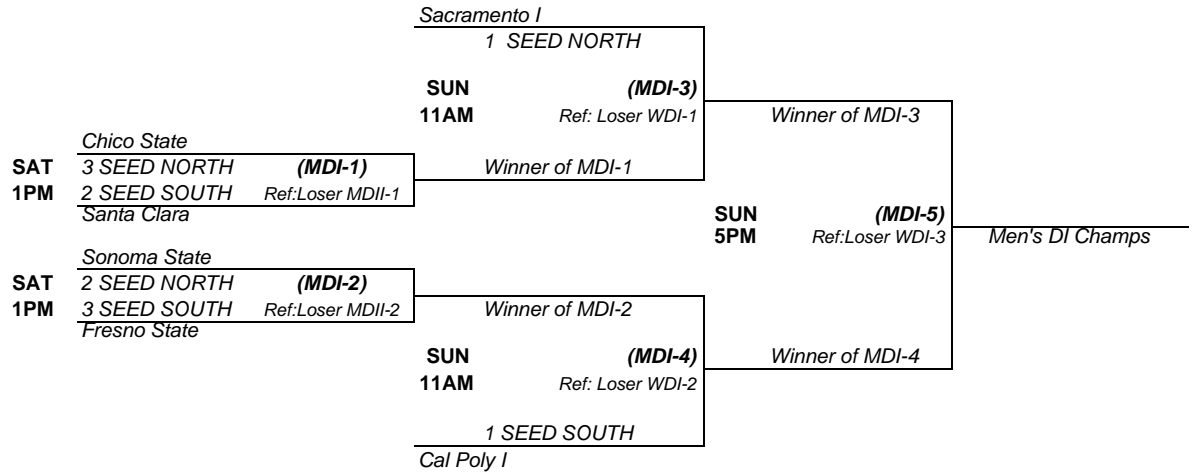 Sacramento I
1 SEED NORTH
SUN (MDI-3)
11AM Ref: Loser WDI-1 Winner of MDI-3
Chico State
SAT 3 SEED NORTH (MDI-1) Winner of MDI-1
1PM 2 SEED SOUTH Ref:Loser MDII-1
Santa Clara
SUN (MDI-5)
5PM Ref:Loser WDI-3 Men's DI Champs
Sonoma State
SAT 2 SEED NORTH (MDI-2)
1PM 3 SEED SOUTH Ref:Loser MDII-2 Winner of MDI-2
Fresno State
SUN (MDI-4) Winner of MDI-4
11AM Ref: Loser WDI-2
1 SEED SOUTH
Cal Poly I